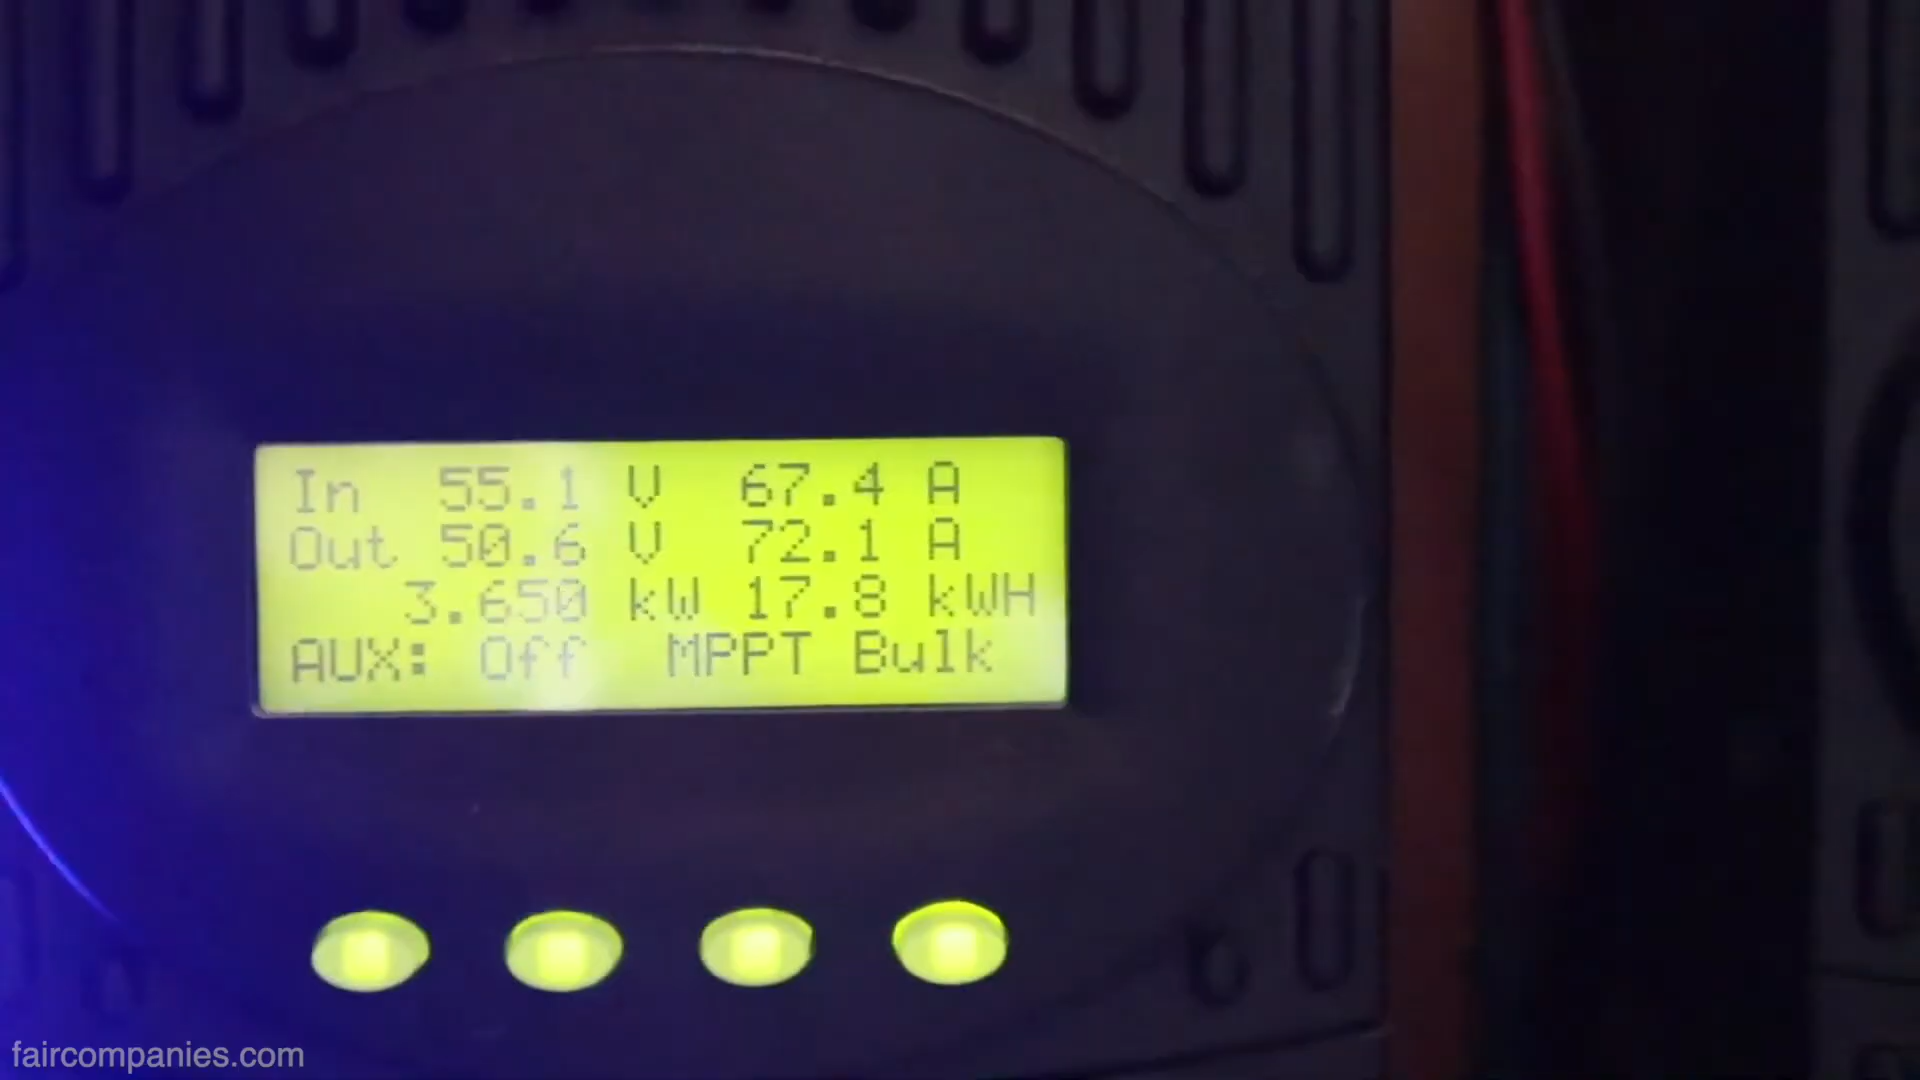 In 55.1 V 67.4 A
Out 50.6 V 72.1 A
3.650 kW 17.8 kWH
AUX: Off MPPT Bulk
faircompanies.com